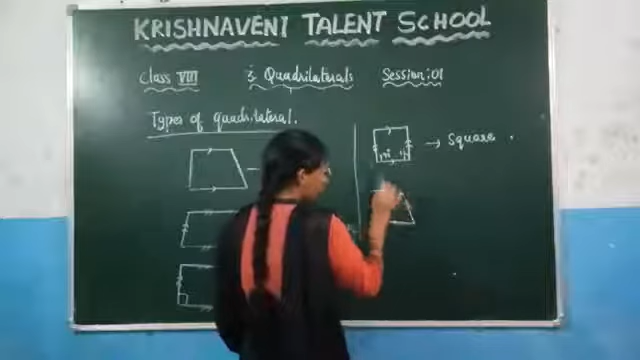 KRISHNAVENI TALENT SCHOOL
Class VIII 3. Quadrilaterals Session:01
Types of quadrilateral.
→ Square .